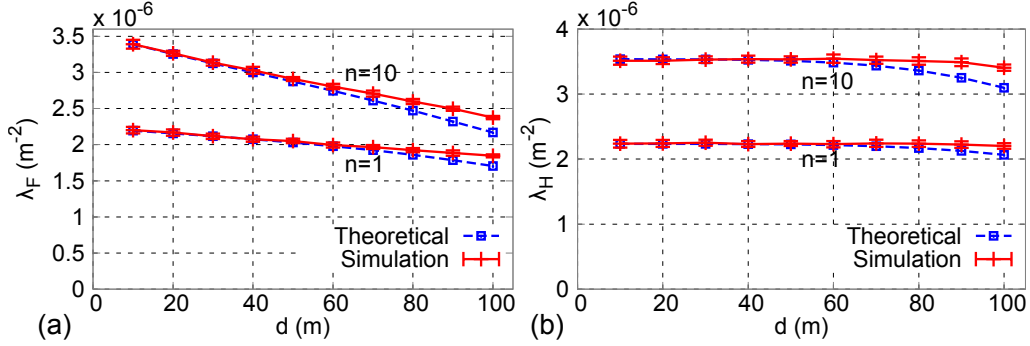 x 10⁻⁶
3.5
3
2.5
2
1.5
1
0.5
0
λ_F (m⁻²)
n=10
n=1
Theoretical
Simulation
0 20 40 60 80 100
(a) d (m)
x 10⁻⁶
4
3
2
1
0
λ_H (m⁻²)
n=10
n=1
Theoretical
Simulation
0 20 40 60 80 100
(b) d (m)